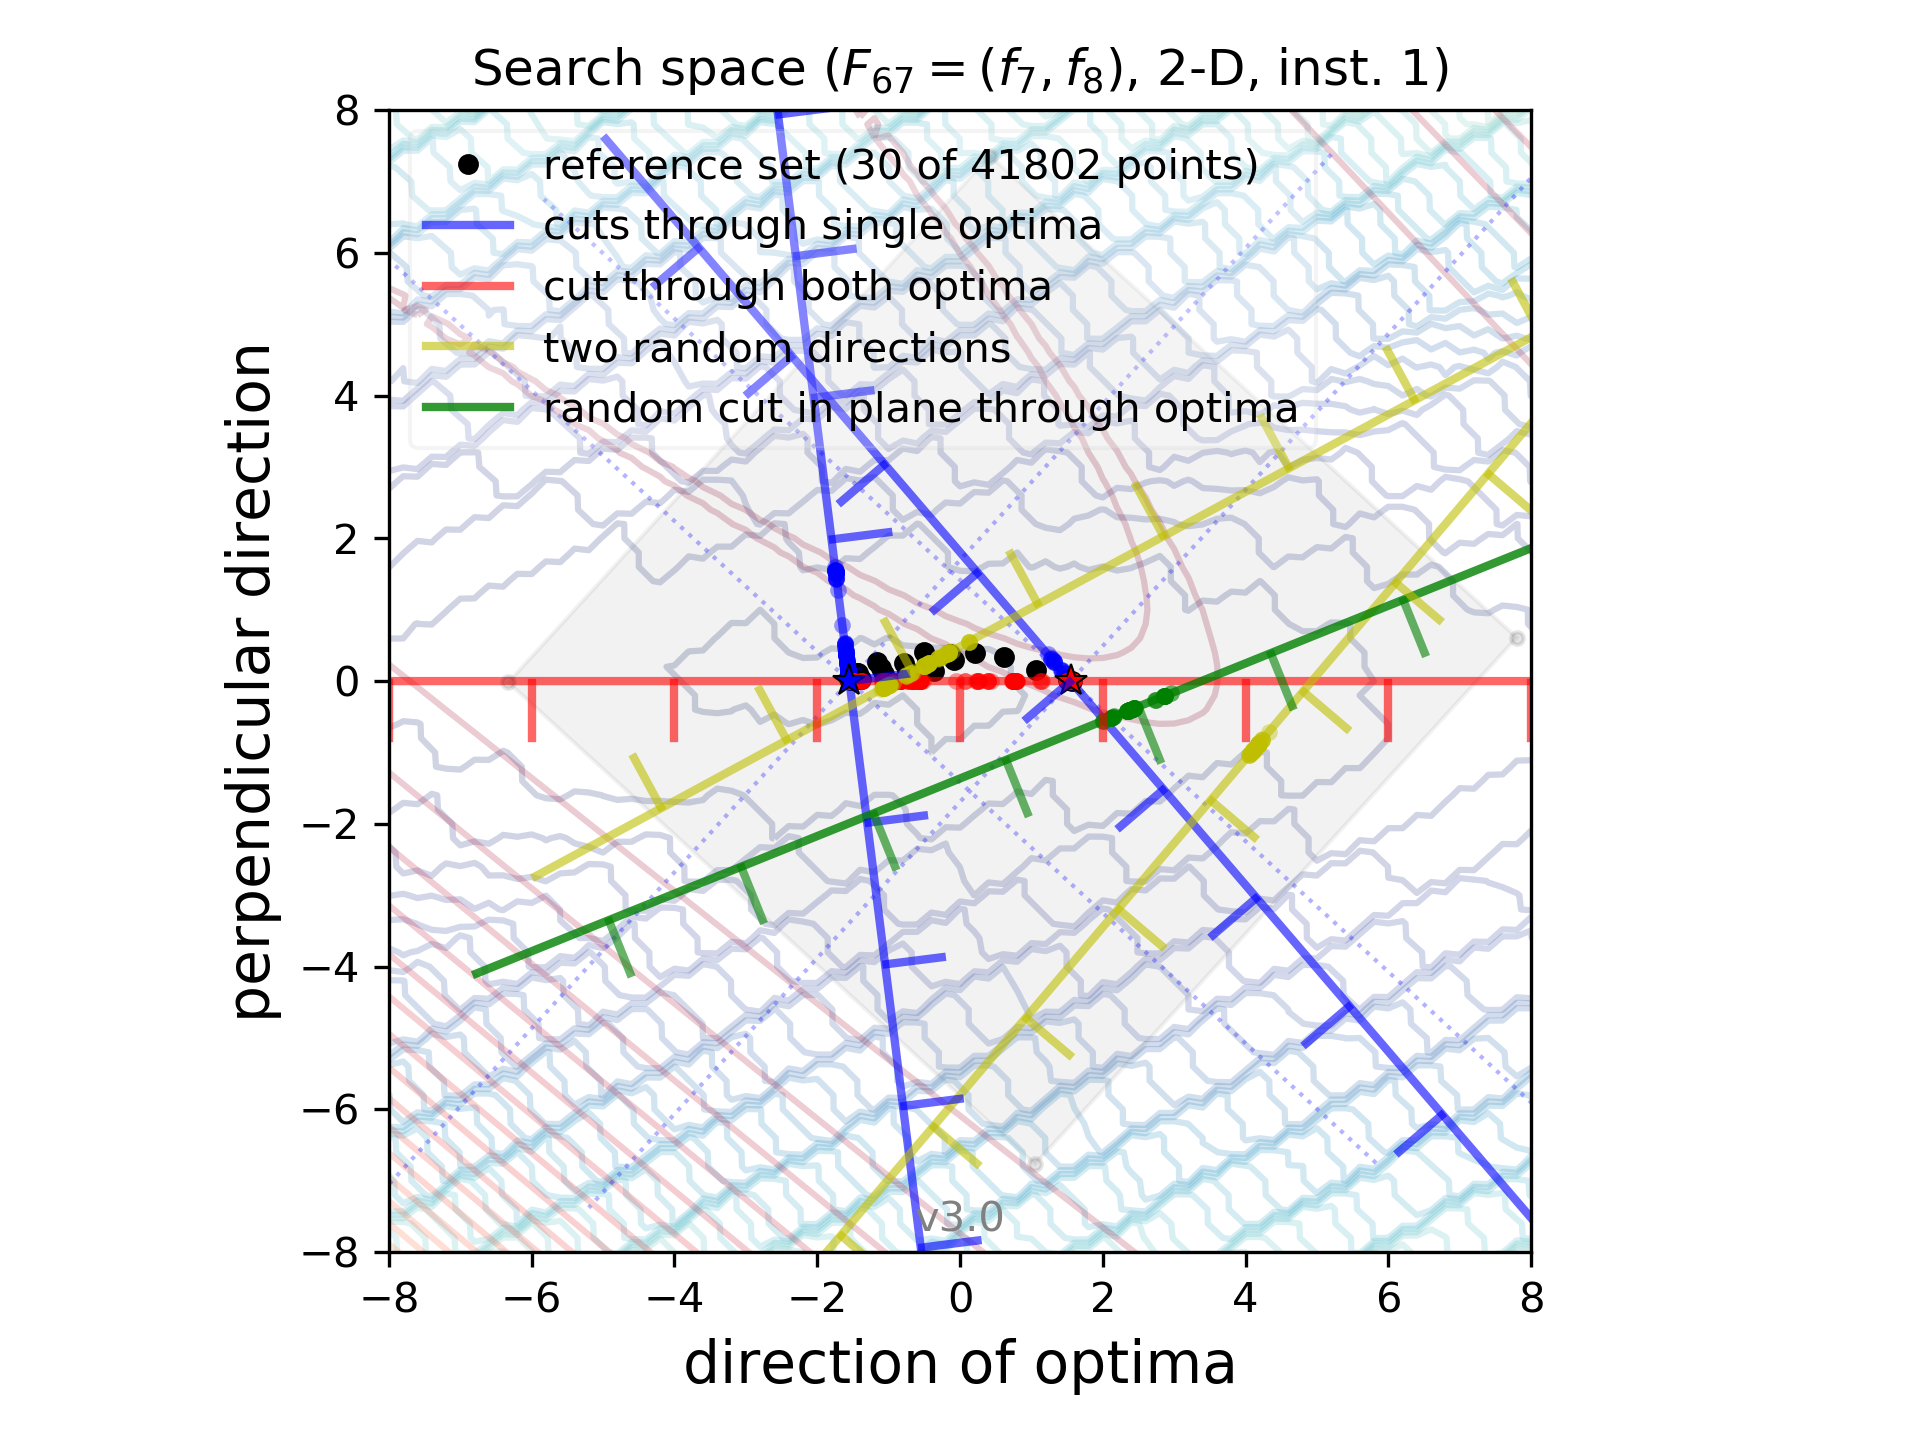 Search space (F67 = (f7, f8), 2-D, inst. 1)
reference set (30 of 41802 points)
cuts through single optima
cut through both optima
two random directions
random cut in plane through optima
perpendicular direction
8
6
4
2
0
−2
−4
−6
−8
v3.0
−8 −6 −4 −2 0 2 4 6 8
direction of optima